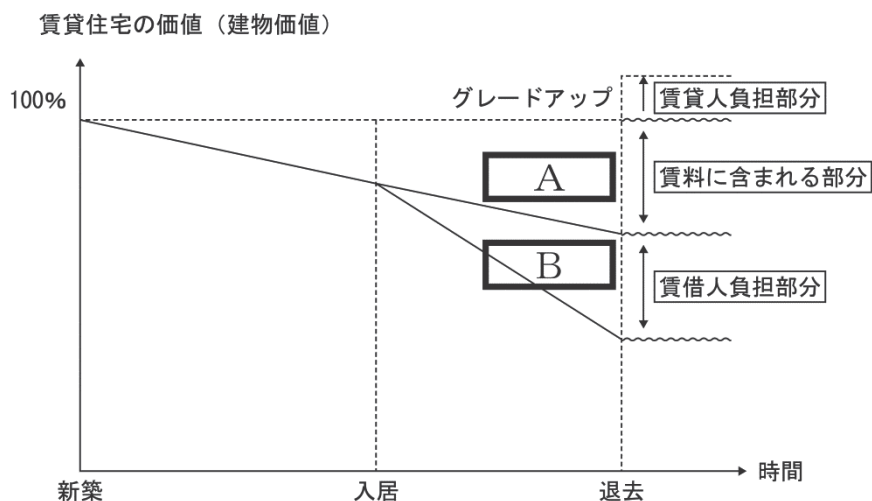 賃貸住宅の価値（建物価値）
100%
グレードアップ
賃貸人負担部分
A
賃料に含まれる部分
B
賃借人負担部分
時間
新築
入居
退去